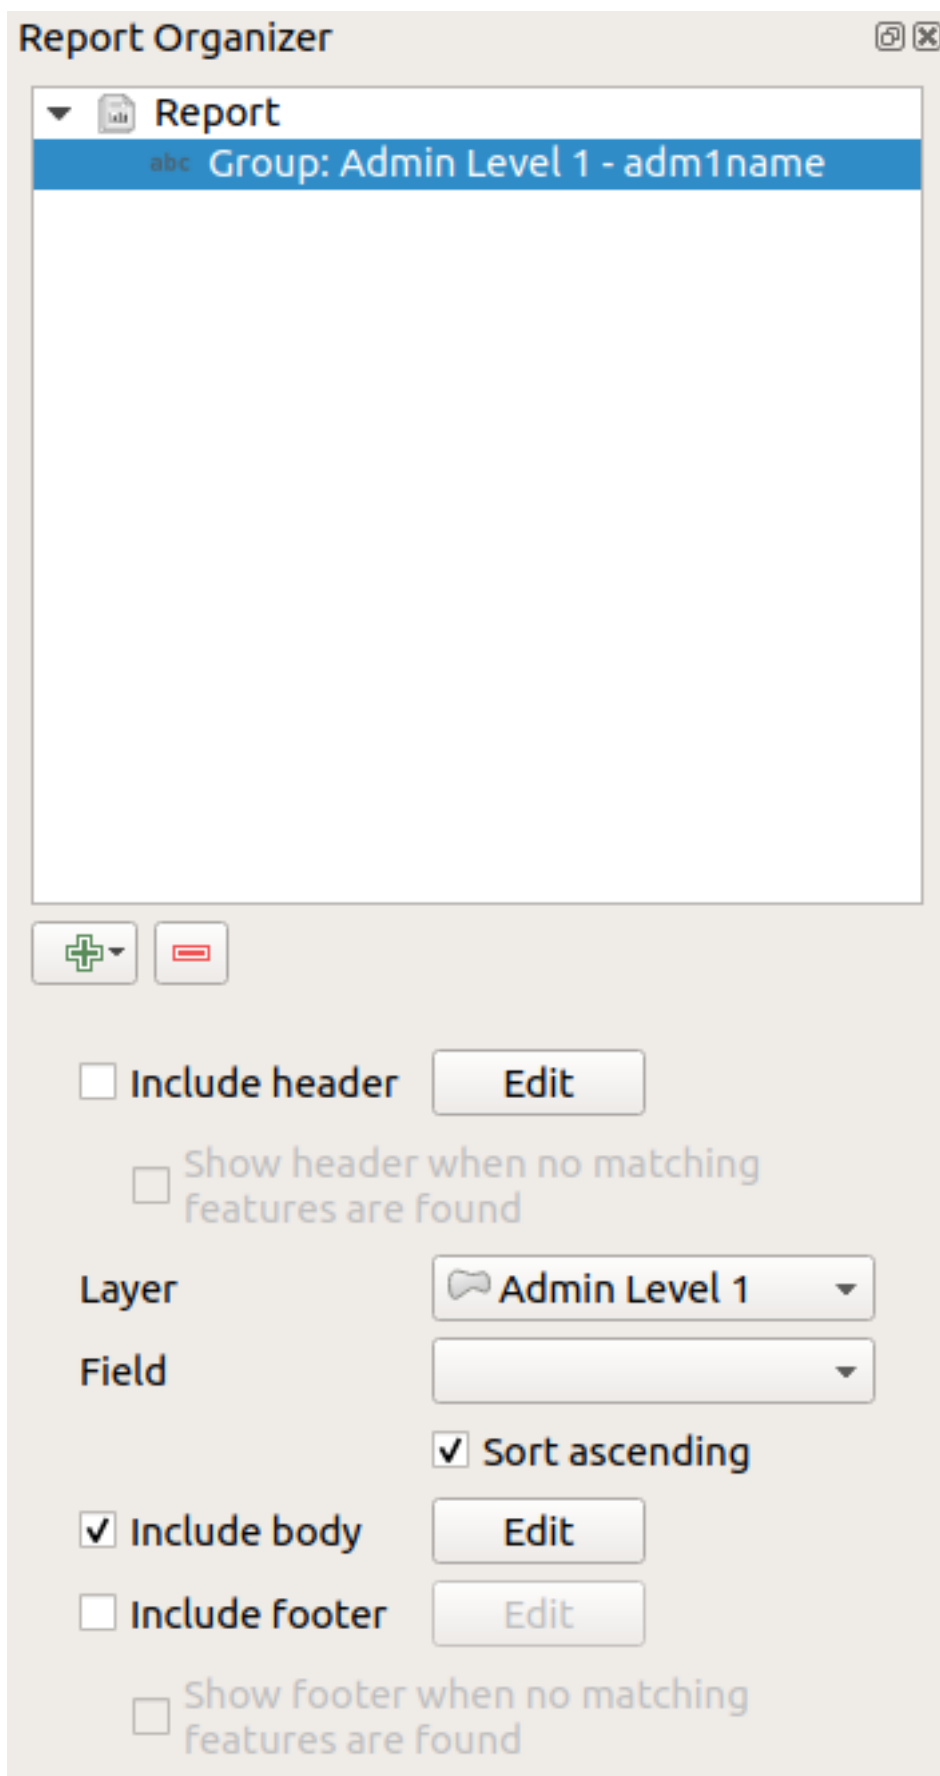 Report Organizer
Report
abc Group: Admin Level 1 - adm1name
Include header Edit
Show header when no matching
features are found
Layer Admin Level 1
Field
Sort ascending
Include body Edit
Include footer Edit
Show footer when no matching
features are found